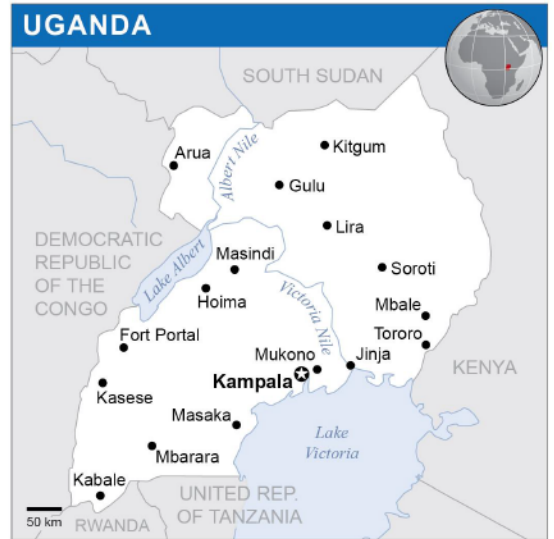 UGANDA
SOUTH SUDAN
Kitgum
Arua
Albert Nile
Gulu
Lira
DEMOCRATIC
REPUBLIC
OF THE
CONGO
Masindi
Lake Albert
Soroti
Hoima
Victoria Nile
Mbale
Fort Portal
Tororo
Mukono
Jinja
KENYA
Kampala
Kasese
Masaka
Lake
Victoria
Mbarara
Kabale
UNITED REP.
OF TANZANIA
50 km
RWANDA